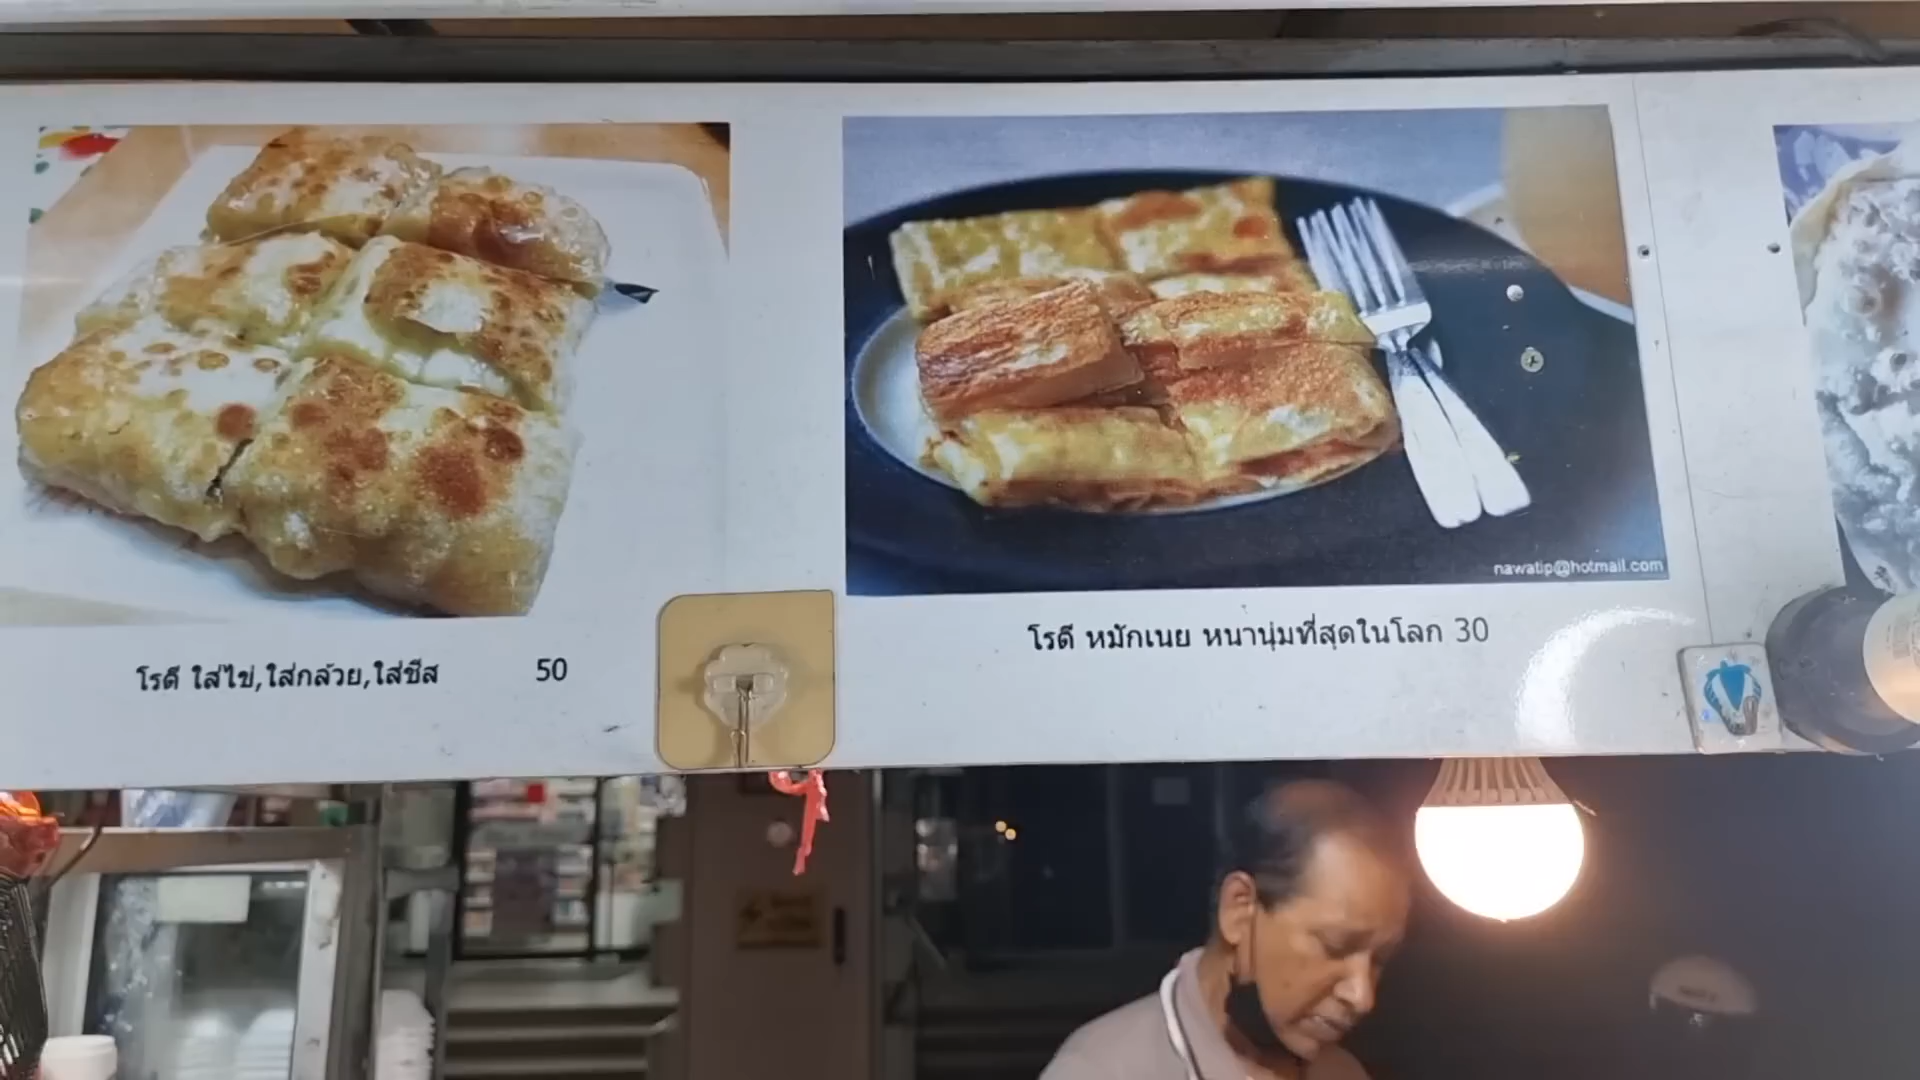 nawatip@hotmail.com
โรตี ใส่ไข่,ใส่กล้วย,ใส่ชีส 50
โรตี หมักเนย หนานุ่มที่สุดในโลก 30